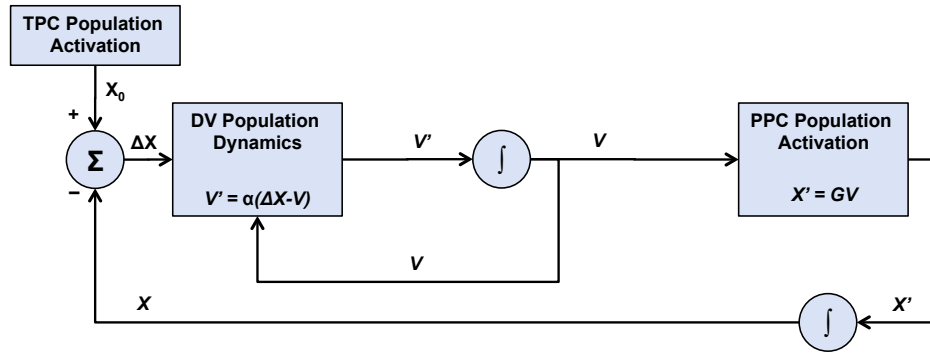 TPC Population
Activation
X₀
+
ΔX
Σ
−
DV Population
Dynamics
V' = α(ΔX-V)
V'
∫
V
PPC Population
Activation
X' = GV
V
X
∫
X'